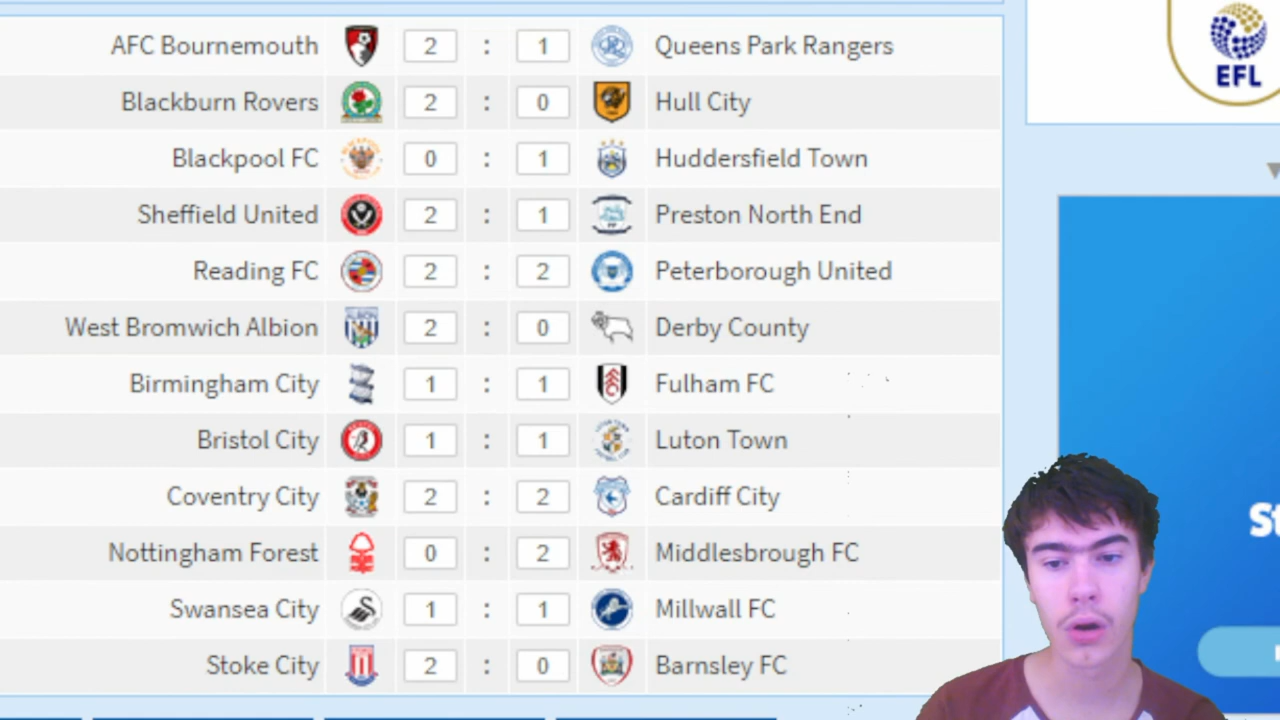 AFC Bournemouth 2 : 1 Queens Park Rangers
Blackburn Rovers 2 : 0 Hull City
Blackpool FC 0 : 1 Huddersfield Town
Sheffield United 2 : 1 Preston North End
Reading FC 2 : 2 Peterborough United
West Bromwich Albion 2 : 0 Derby County
Birmingham City 1 : 1 Fulham FC
Bristol City 1 : 1 Luton Town
Coventry City 2 : 2 Cardiff City
Nottingham Forest 0 : 2 Middlesbrough FC
Swansea City 1 : 1 Millwall FC
Stoke City 2 : 0 Barnsley FC
EFL
St